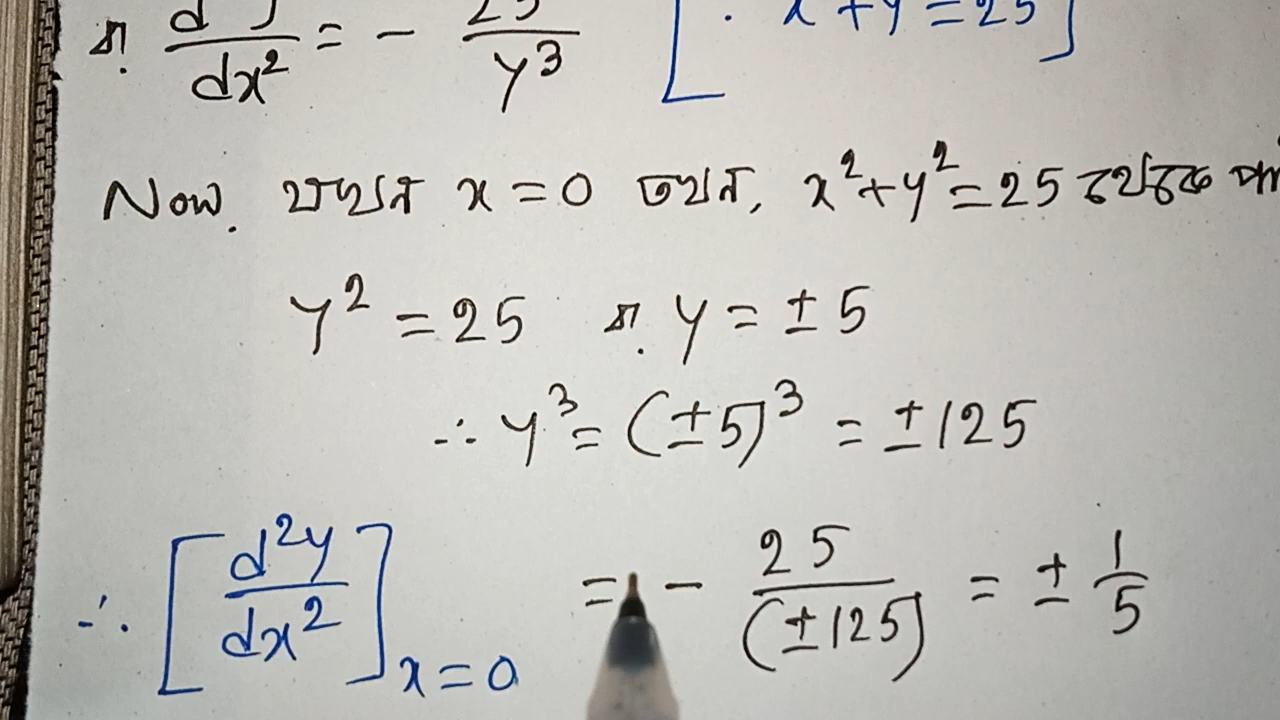 বা, d²y/dx² = - 25/y³ [∵ x² + y² = 25]
Now, যখন x = 0 তখন, x² + y² = 25 থেকে
y² = 25 বা, y = ± 5
∴ y³ = (±5)³ = ±125
∴ [d²y/dx²]ₓ₌₀ = - 25/(±125) = ± 1/5